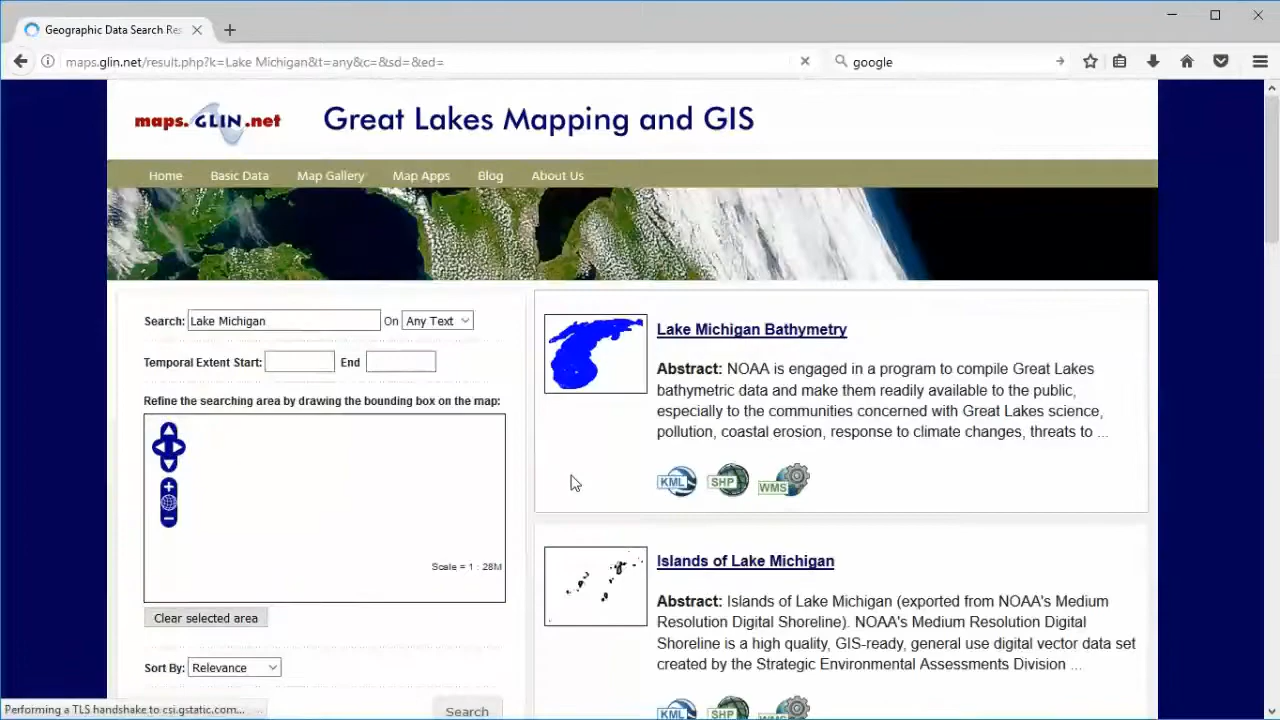 Geographic Data Search Res
maps.glin.net/result.php?k=Lake Michigan&t=any&c=&sd=&ed=
google
maps.GLIN.net
Great Lakes Mapping and GIS
Home Basic Data Map Gallery Map Apps Blog About Us
Search: Lake Michigan On Any Text
Temporal Extent Start: End
Refine the searching area by drawing the bounding box on the map:
Scale = 1 : 28M
Clear selected area
Sort By: Relevance
Search
Lake Michigan Bathymetry
Abstract: NOAA is engaged in a program to compile Great Lakes
bathymetric data and make them readily available to the public,
especially to the communities concerned with Great Lakes science,
pollution, coastal erosion, response to climate changes, threats to ...
KML SHP WMS
Islands of Lake Michigan
Abstract: Islands of Lake Michigan (exported from NOAA's Medium
Resolution Digital Shoreline). NOAA's Medium Resolution Digital
Shoreline is a high quality, GIS-ready, general use digital vector data set
created by the Strategic Environmental Assessments Division ...
KML SHP WMS
Performing a TLS handshake to csi.gstatic.com...